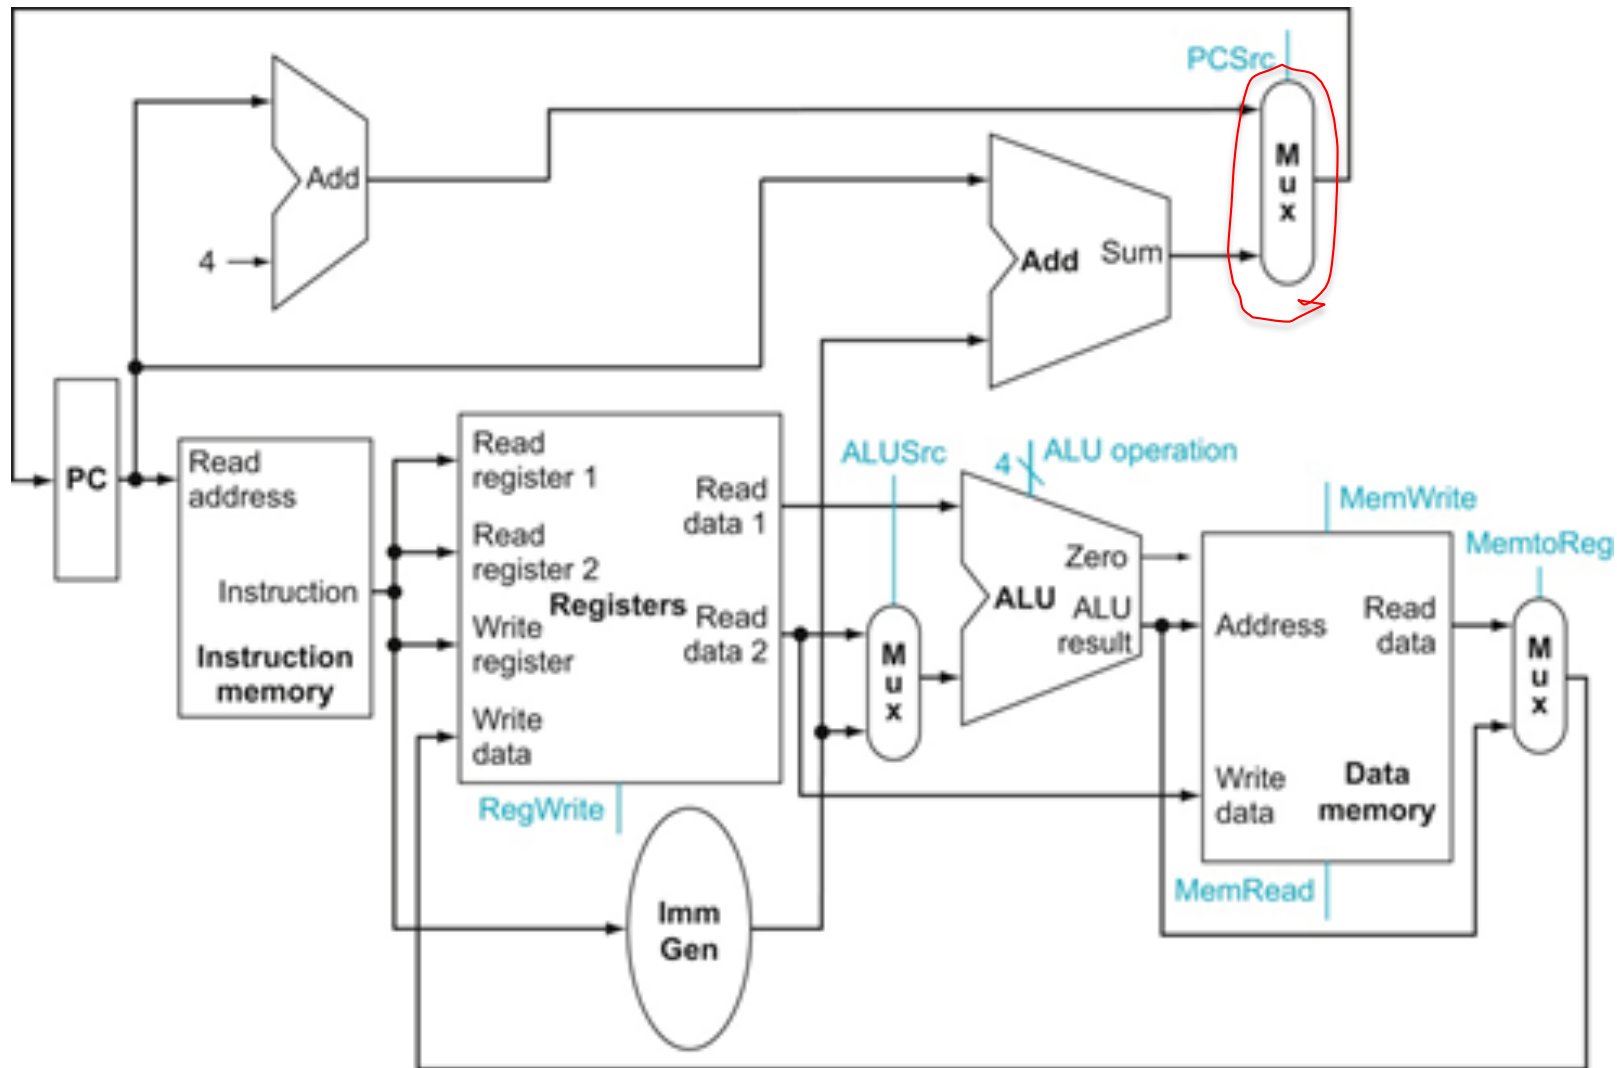 PCSrc
M
u
x
Add
Add
Sum
4
PC
Read
address
Instruction
Instruction
memory
Read
register 1
Read
register 2
Registers
Write
register
Write
data
Read
data 1
Read
data 2
RegWrite
Imm
Gen
ALUSrc
M
u
x
4
ALU operation
Zero
ALU
ALU
result
MemWrite
Address
Read
data
Write
data
Data
memory
MemRead
MemtoReg
M
u
x